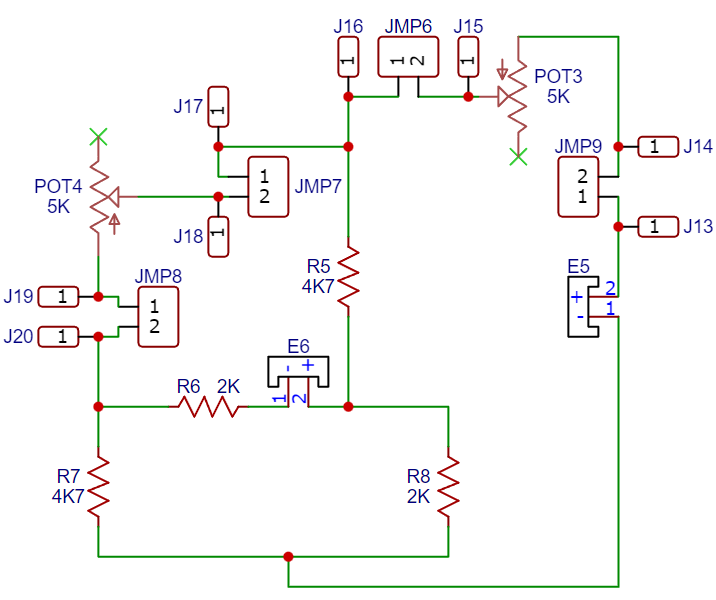 J16 JMP6 J15
1 1 2 1
POT3
5K
J17
1
JMP9 1 J14
2
1
1 J13
1
2
JMP7
POT4
5K
J18
1
E5
+ 2
- 1
R5
4K7
JMP8
J19 1
1
2
J20 1
E6
- +
1 2
R6 2K
R7
4K7
R8
2K